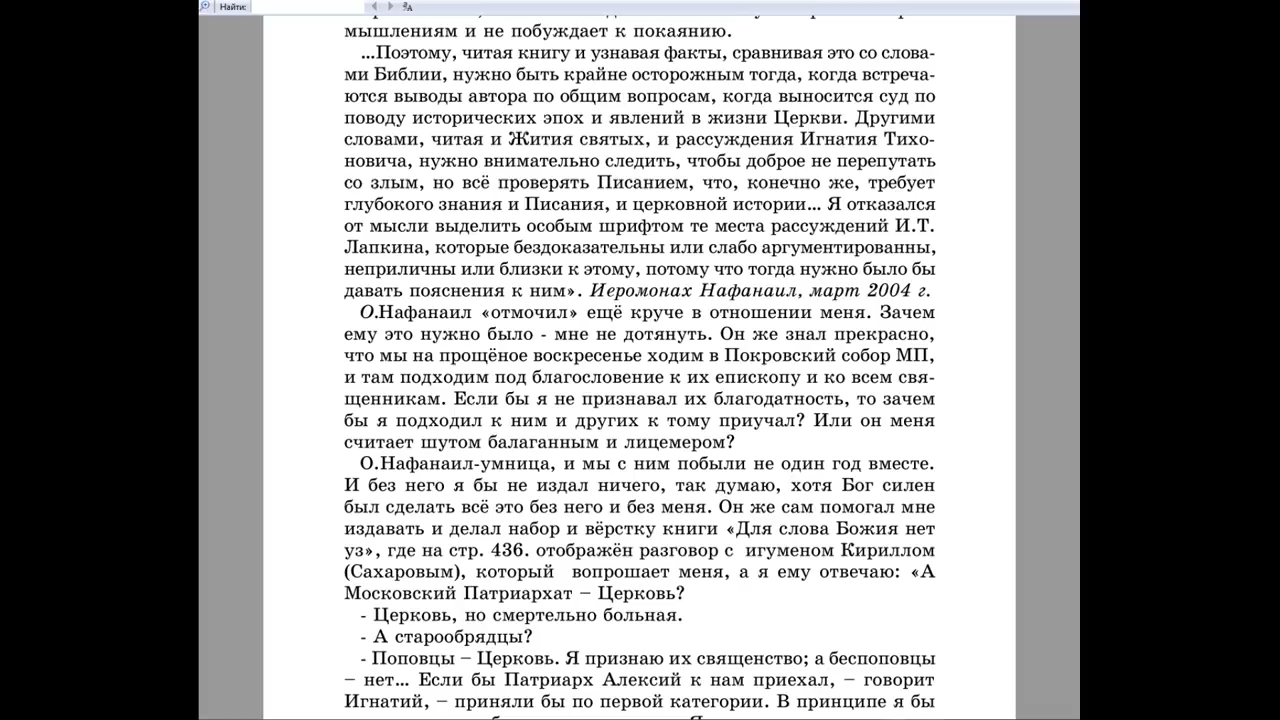 Найти:
мышлениям и не побуждает к покаянию.
...Поэтому, читая книгу и узнавая факты, сравнивая это со слова-
ми Библии, нужно быть крайне осторожным тогда, когда встреча-
ются выводы автора по общим вопросам, когда выносится суд по
поводу исторических эпох и явлений в жизни Церкви. Другими
словами, читая и Жития святых, и рассуждения Игнатия Тихо-
новича, нужно внимательно следить, чтобы доброе не перепутать
со злым, но всё проверять Писанием, что, конечно же, требует
глубокого знания и Писания, и церковной истории... Я отказался
от мысли выделить особым шрифтом те места рассуждений И.Т.
Лапкина, которые бездоказательны или слабо аргументированны,
неприличны или близки к этому, потому что тогда нужно было бы
давать пояснения к ним». Иеромонах Нафанаил, март 2004 г.
О.Нафанаил «отмочил» ещё круче в отношении меня. Зачем
ему это нужно было - мне не дотянуть. Он же знал прекрасно,
что мы на прощёное воскресенье ходим в Покровский собор МП,
и там подходим под благословение к их епископу и ко всем свя-
щенникам. Если бы я не признавал их благодатность, то зачем
бы я подходил к ним и других к тому приучал? Или он меня
считает шутом балаганным и лицемером?
О.Нафанаил-умница, и мы с ним побыли не один год вместе.
И без него я бы не издал ничего, так думаю, хотя Бог силен
был сделать всё это без него и без меня. Он же сам помогал мне
издавать и делал набор и вёрстку книги «Для слова Божия нет
уз», где на стр. 436. отображён разговор с игуменом Кириллом
(Сахаровым), который вопрошает меня, а я ему отвечаю: «А
Московский Патриархат – Церковь?
- Церковь, но смертельно больная.
- А старообрядцы?
- Поповцы – Церковь. Я признаю их священство; а беспоповцы
– нет... Если бы Патриарх Алексий к нам приехал, – говорит
Игнатий, – приняли бы по первой категории. В принципе я бы